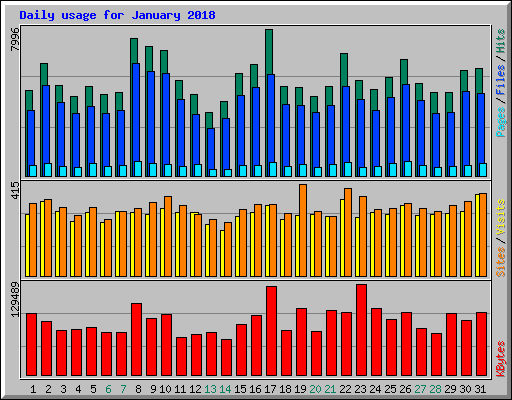 Daily usage for January 2018
7996
Pages / Files / Hits
415
Sites / Visits
129489
KBytes
1 2 3 4 5 6 7 8 9 10 11 12 13 14 15 16 17 18 19 20 21 22 23 24 25 26 27 28 29 30 31